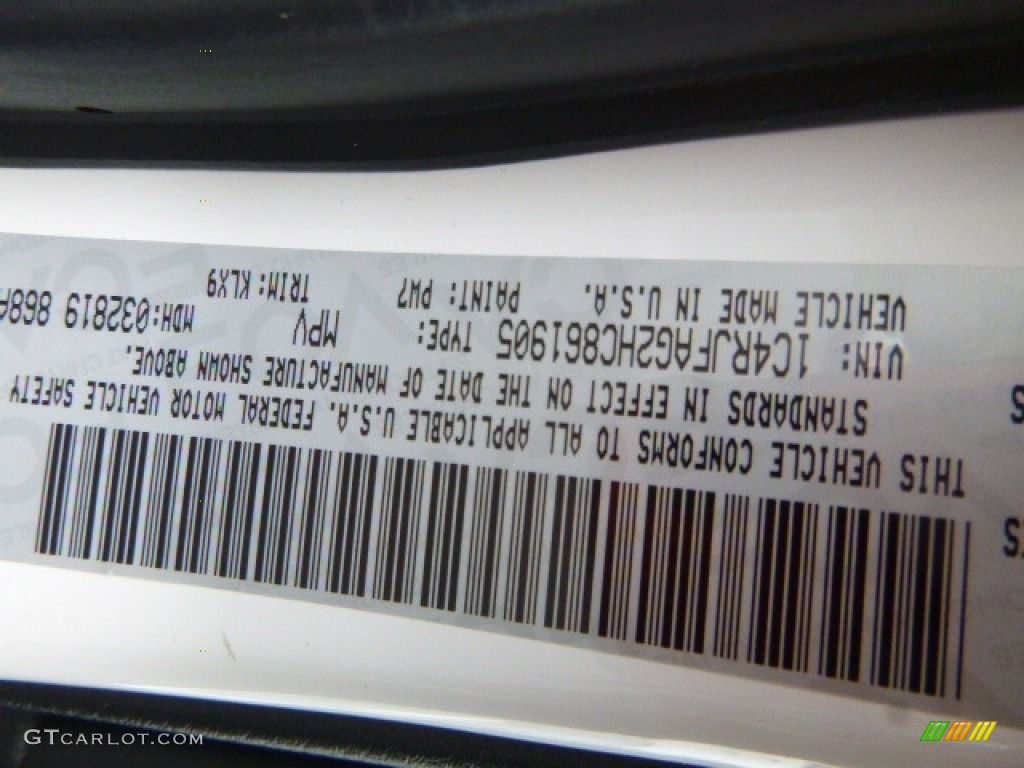 THIS VEHICLE CONFORMS TO ALL APPLICABLE U.S.A. FEDERAL MOTOR VEHICLE SAFETY
STANDARDS IN EFFECT ON THE DATE OF MANUFACTURE SHOWN ABOVE.
VIN: 1C4RJFAG2HC861905 TYPE: MPV MDH:032819 868A
VEHICLE MADE IN U.S.A. PAINT: PW7 TRIM:KLX9
GTCARLOT.COM